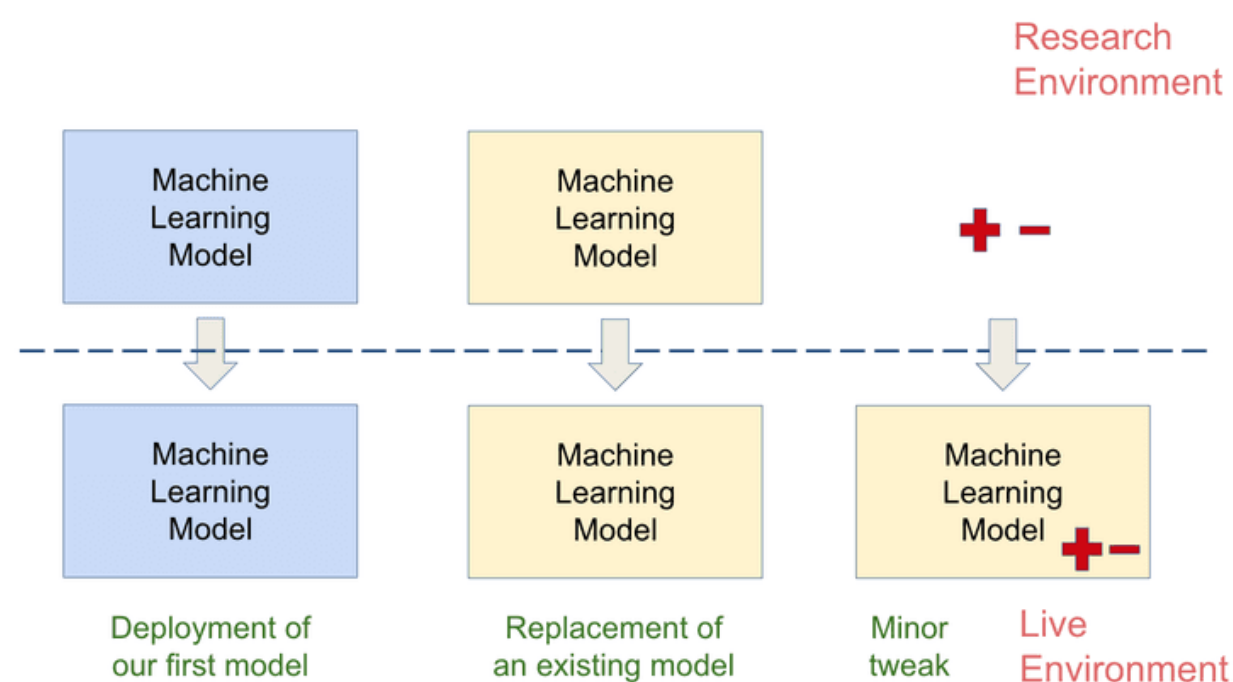 Research
Environment
Machine
Learning
Model
Machine
Learning
Model
Machine
Learning
Model
Machine
Learning
Model
Machine
Learning
Model
Deployment of
our first model
Replacement of
an existing model
Minor
tweak
Live
Environment